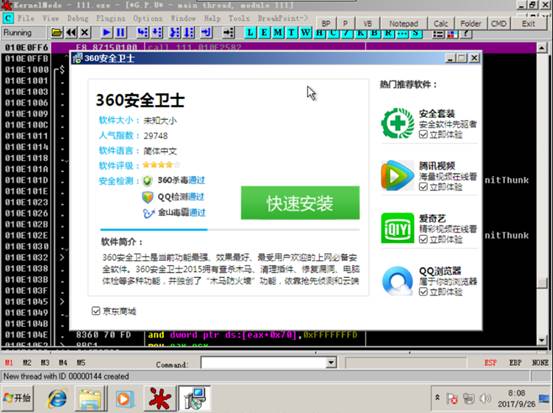 KernelMode - 111.exe - [*G.P.U* - main thread, module 111]
C File View Debug Plugins Options Window Help Tools BreakPoint->
BP P VB Notepad Calc Folder CMD Exit
Running
L E M T W H C / K B R
010E0FF6 E8 87150100 call 111.010E2582
010E0FFB
010E1000
010E1001
010E1003
010E1006
010E1009
010E100C
010E1011
010E1014
010E1018
010E101B
010E101D
010E101E
010E1023
010E1026
010E1029
010E102D
010E1030
010E1032
010E1038
010E103B
010E103D
010E103F
010E1045
010E104B
010E104E 8360 70 FD and dword ptr ds:[eax+0x70],0xFFFFFFFD
nitThunk
nitThunk
360安全卫士
360安全卫士
软件大小： 未知大小
人气指数： 29748
软件语言： 简体中文
软件评级：
安全检测： 360杀毒通过
QQ检测通过
金山毒霸通过
快速安装
软件简介：
360安全卫士是当前功能最强、效果最好、最受用户欢迎的上网必备安
全软件。360安全卫士2015拥有查杀木马、清理插件、修复漏洞、电脑
体检等多种功能，并独创了“木马防火墙”功能，依靠抢先侦测和云端
京东商城
热门推荐软件：
安全套装
安全软件先驱者
立即体验
腾讯视频
海量视频在线看
立即体验
iQIYI
爱奇艺
精彩视频在线看
立即体验
QQ浏览器
属于你的浏览器
立即体验
M1 M2 M3 M4 M5 Command: ESP EBP NONE
New thread with ID 00000144 created
开始
8:08
2017/9/26